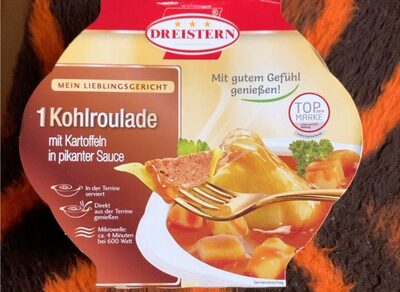 DREISTERN
MEIN LIEBLINGSGERICHT
Mit gutem Gefühl
genießen!
1 Kohlroulade
mit Kartoffeln
in pikanter Sauce
TOP
MARKE
In der Terrine
serviert
Direkt
aus der Terrine
genießen
Mikrowelle:
ca. 4 Minuten
bei 600 Watt
Serviervorschlag